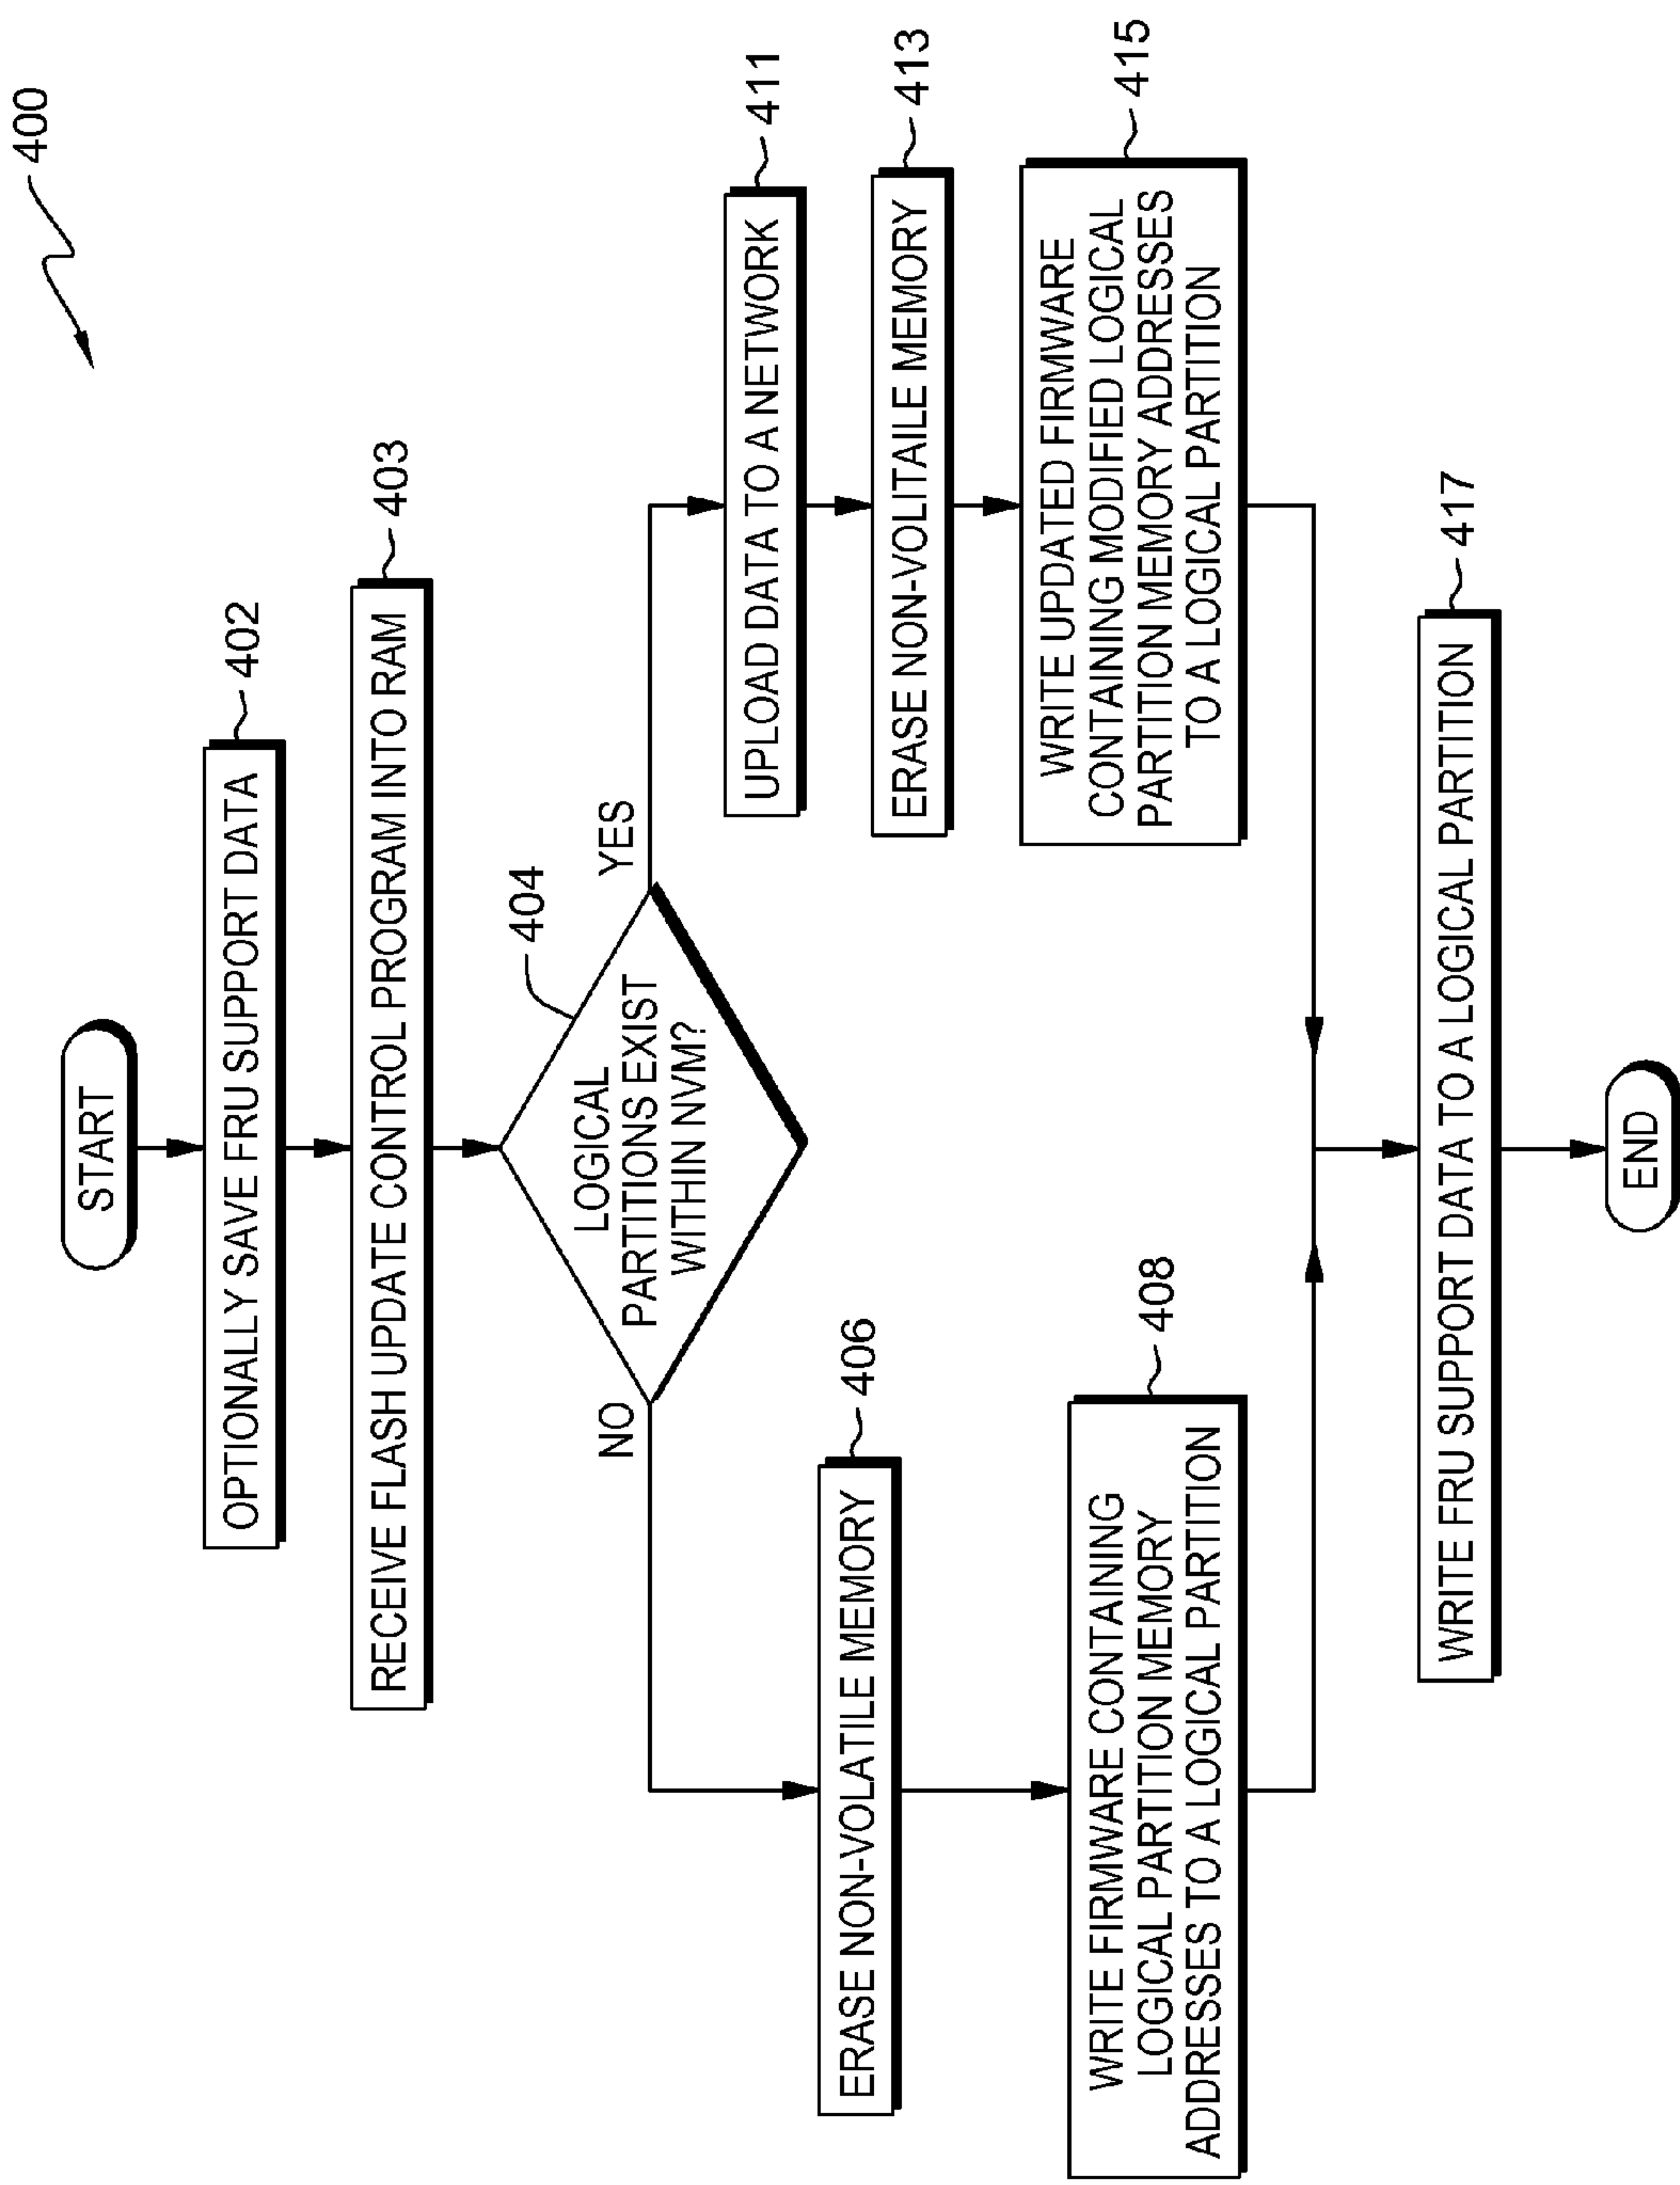 400
START
OPTIONALLY SAVE FRU SUPPORT DATA
402
RECEIVE FLASH UPDATE CONTROL PROGRAM INTO RAM
403
LOGICAL
PARTITIONS EXIST
WITHIN NVM?
404
NO
YES
ERASE NON-VOLATILE MEMORY
406
WRITE FIRMWARE CONTAINING
LOGICAL PARTITION MEMORY
ADDRESSES TO A LOGICAL PARTITION
408
UPLOAD DATA TO A NETWORK
411
ERASE NON-VOLITAILE MEMORY
413
WRITE UPDATED FIRMWARE
CONTAINING MODIFIED LOGICAL
PARTITION MEMORY ADDRESSES
TO A LOGICAL PARTITION
415
WRITE FRU SUPPORT DATA TO A LOGICAL PARTITION
417
END